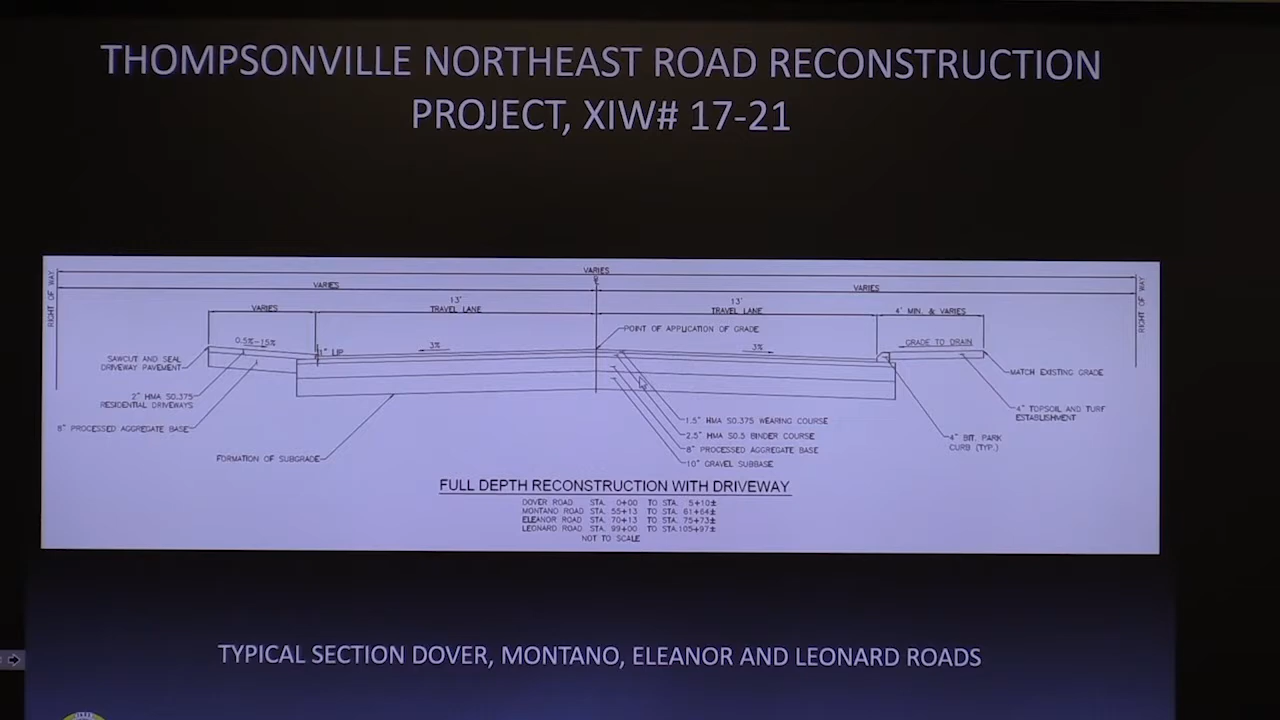 THOMPSONVILLE NORTHEAST ROAD RECONSTRUCTION
PROJECT, XIW# 17-21
RIGHT OF WAY
VARIES
RIGHT OF WAY
VARIES
VARIES
VARIES
13'
TRAVEL LANE
13'
TRAVEL LANE
4' MIN. & VARIES
POINT OF APPLICATION OF GRADE
0.5%-15%
1" LIP
3%
3%
GRADE TO DRAIN
SAWCUT AND SEAL
DRIVEWAY PAVEMENT
MATCH EXISTING GRADE
2" HMA S0.375
RESIDENTIAL DRIVEWAYS
4" TOPSOIL AND TURF
ESTABLISHMENT
8" PROCESSED AGGREGATE BASE
1.5" HMA S0.375 WEARING COURSE
2.5" HMA S0.5 BINDER COURSE
8" PROCESSED AGGREGATE BASE
10" GRAVEL SUBBASE
4" BIT. PARK
CURB (TYP.)
FORMATION OF SUBGRADE
FULL DEPTH RECONSTRUCTION WITH DRIVEWAY
DOVER ROAD STA. 0+00 TO STA. 5+10±
MONTANO ROAD STA. 55+13 TO STA. 61+64±
ELEANOR ROAD STA. 70+13 TO STA. 75+73±
LEONARD ROAD STA. 99+00 TO STA.105+97±
NOT TO SCALE
TYPICAL SECTION DOVER, MONTANO, ELEANOR AND LEONARD ROADS